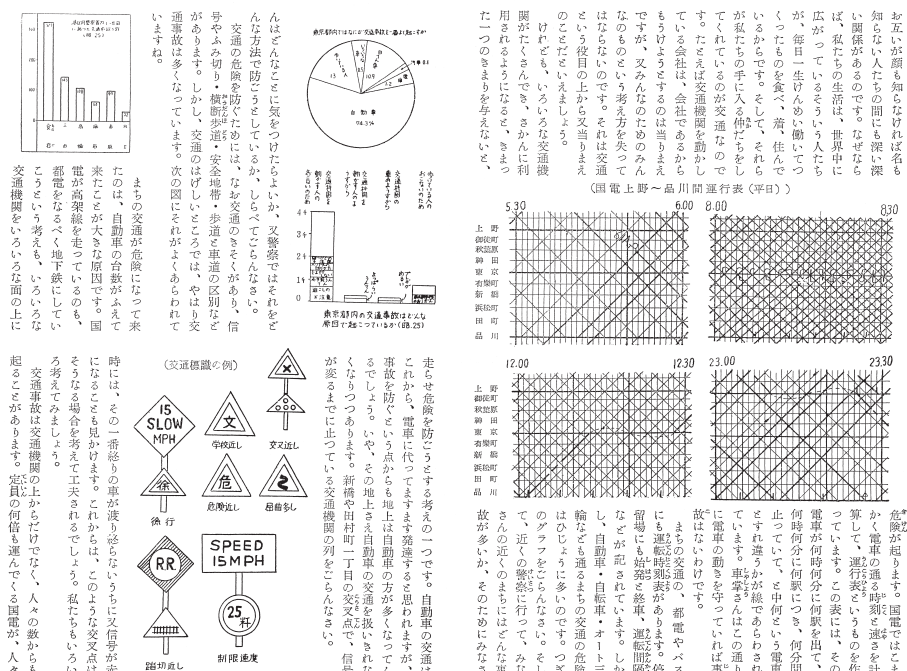 お互いが顔も知らなければ名も
知らない人たちの間にも深い深
い関係があるのです。なぜなら
ば、私たちの生活は、世界中に
広がっているそういう人たち
が、毎日一生けんめい働いてつ
くったものを食べ、着、住んで
いるからです。そして、それら
が私たちの手に入る仲だちをし
てくれているのが交通なので
す。たとえば交通機関を動かし
ている会社は、会社であるから
もうけようとするのは当りまえ
ですが、又みんなのためのみん
なのものという考え方を失って
はならないのです。それは交通
という役目の上から又当りまえ
のことだといえましょう。
けれども、いろいろな交通機
関がたくさんでき、さかんに利
用されるようになると、きまっ
た一つのきまりを与えないと、
(国電上野〜品川間運行表(平日))
5.30 6.00
8.00 830
上野
御徒町
秋葉原
神田
東京
有楽町
新橋
浜松町
田町
品川
12.00 12.30
23.00 23.30
上野
御徒町
秋葉原
神田
東京
有楽町
新橋
浜松町
田町
品川
危険が起ります。国電ではこま
かく電車の通る時刻と速さを計
算して、運行表というものを作
っています。この表には、その
電車が何時何分に何駅を出て、
何時何分に何駅につき、何分間
止っていて、何と中何という電車
とすれ違うかが線であらわされ
ています。車掌さんはこの通り
に電車の動きを守っていれば事
故はないわけです。
まちの交通の、都電やバス
にも運転時刻表があります。停
留場にも始発と終車、運転間隔
などが記されています。しか
し、自動車・自転車・オート三
輪なども通るまちの交通の危険
はひじょうに多いのです。つぎ
のグラフをごらんなさい。そし
て、近くの警察に行って、みな
さんの近くのまちにはどんな事
故が多いか、そのためにみなさ
んはどんなことに気をつけたらよいか、又警察ではそれをど
んな方法で防ごうとしているか、しらべてごらんなさい。
交通の危険を防ぐためには、なお交通のきそくがあり、信
号やふみ切り・横断歩道・安全地帯・歩道と車道の区別など
があります。しかし、交通のはげしいところでは、やはり交
通事故は多くなっています。次の図にそれがよくあらわれて
いますね。
自動車
東京都内の交通事故はどんな
原因で起こっているか(昭.25)
まちの交通が危険になって来
たのは、自動車の台数がふえて
来たことが大きな原因です。国
電が高架線を走っているのも、
都電をなるべく地下鉄にしてい
こうという考えも、いろいろな
交通機関をいろいろな面の上に
走らせ危険を防ごうとする考えの一つです。自動車の交通は
これから、電車に代ってますます発達すると思われますが、
事故を防ぐという点からも地上は自動車の方が多くなってく
るでしょう。いや、その地上さえ自動車の交通を扱いきれな
くなりつつあります。新橋や田村町一丁目の交叉点で、信号
が変るまでに止っている交通機関の列をごらんなさい。
(交通標識の例)
交叉近し
文
学校近し
15
SLOW
MPH
徐
徐行
屈曲多し
危
危険近し
SPEED
15MPH
25
制限速度
RR
踏切近し
時には、その一番終りの車が渡り終らないうちに又信号が赤
になることも見かけます。これからは、このような交叉点は
そうなる場合を考えて工夫されるでしょう。私たちもいろい
ろ考えてみましょう。
交通事故は交通機関の上からだけでなく、人々の数からも
起ることがあります。定員の何倍も運んでくる国電が、人々